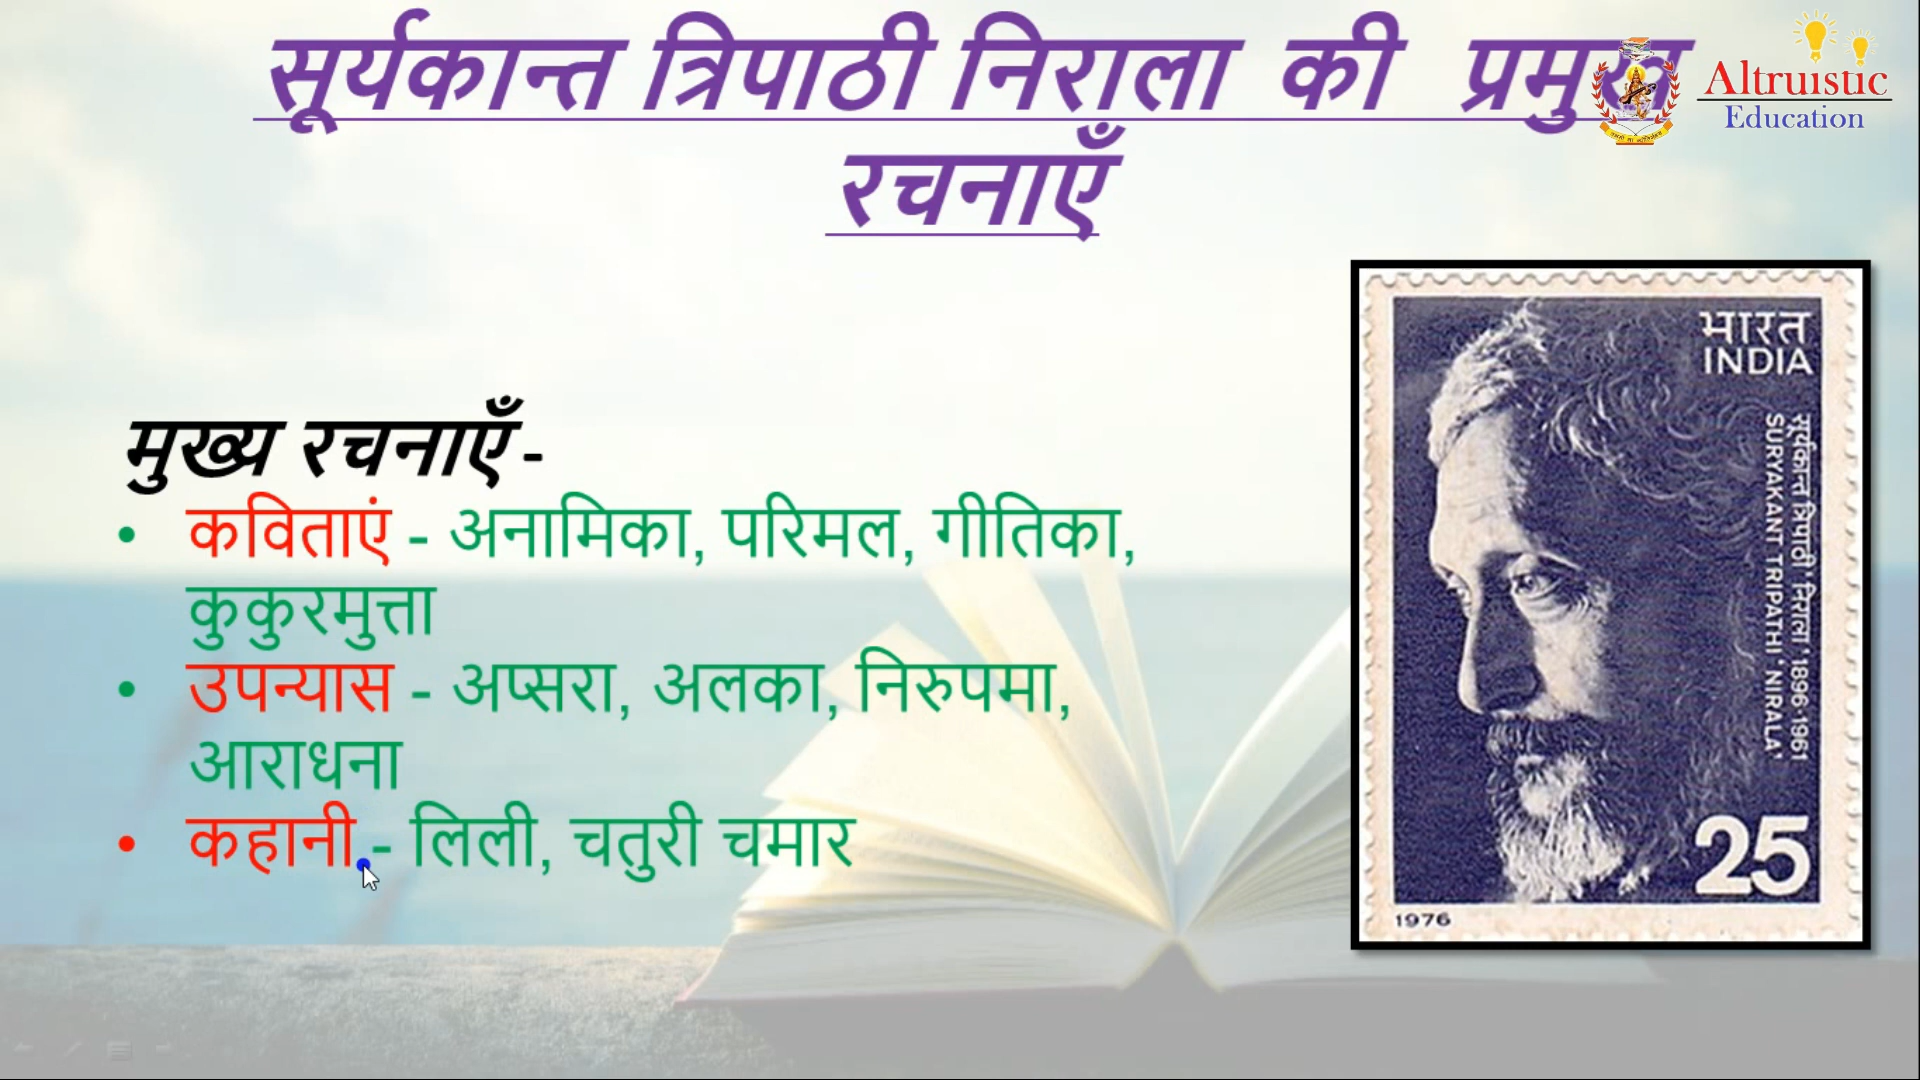 सूर्यकान्त त्रिपाठी निराला की प्रमुख
रचनाएँ
Altruistic
Education
मुख्य रचनाएँ -
• कविताएं - अनामिका, परिमल, गीतिका,
कुकुरमुत्ता
• उपन्यास - अप्सरा, अलका, निरुपमा,
आराधना
• कहानी - लिली, चतुरी चमार
भारत
INDIA
सूर्यकान्त त्रिपाठी 'निराला' 1896-1961
SURYAKANT TRIPATHI 'NIRALA'
25
1976